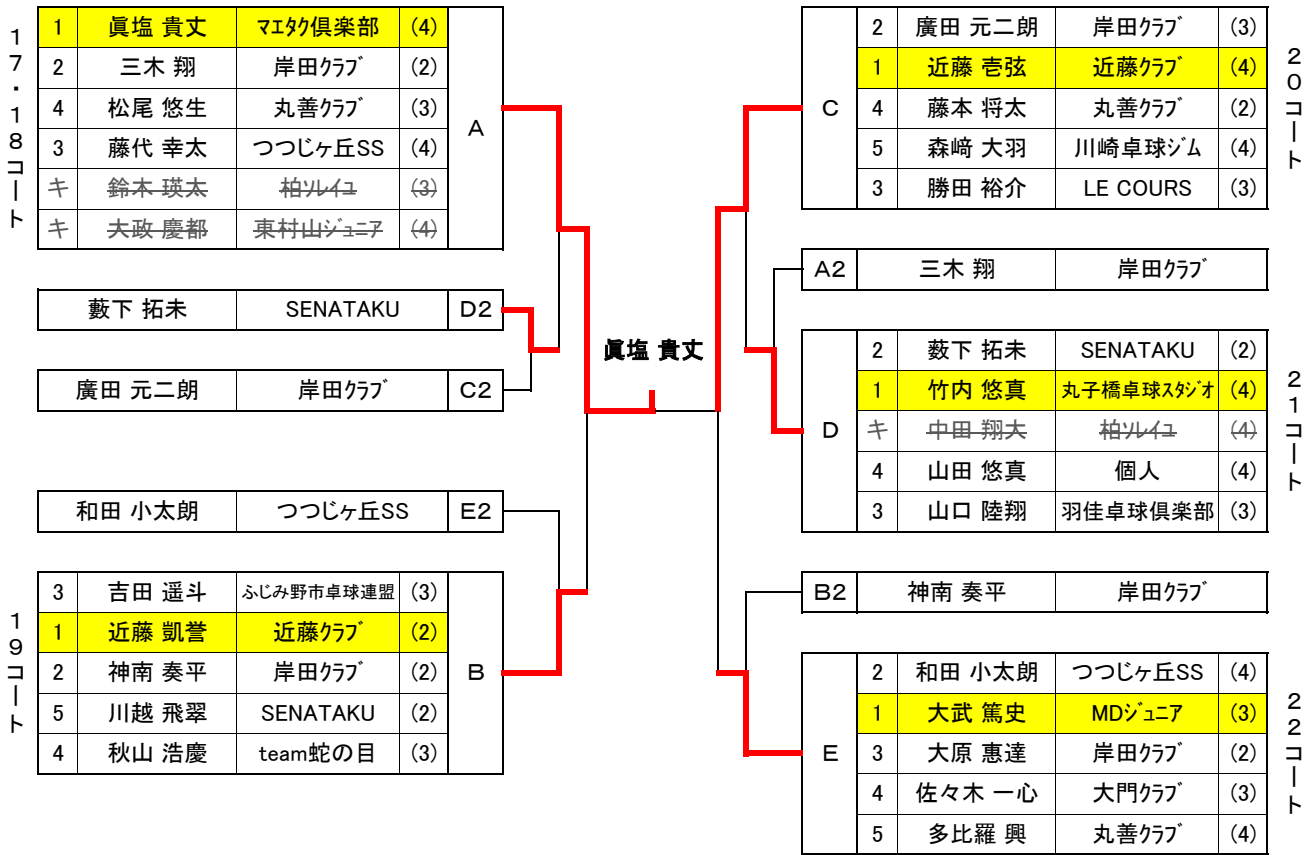 17・18コート
1 眞塩 貴丈 マエタク倶楽部 (4)
2 三木 翔 岸田クラブ (2)
4 松尾 悠生 丸善クラブ (3)
3 藤代 幸太 つつじヶ丘SS (4)
キ 鈴木 瑛太 柏ソレイユ (3)
キ 大政 慶都 東村山ジュニア (4)
A
藪下 拓未 SENATAKU D2
廣田 元二朗 岸田クラブ C2
和田 小太朗 つつじヶ丘SS E2
19コート
3 吉田 遥斗 ふじみ野市卓球連盟 (3)
1 近藤 凱誉 近藤クラブ (2)
2 神南 奏平 岸田クラブ (2)
5 川越 飛翠 SENATAKU (2)
4 秋山 浩慶 team蛇の目 (3)
B
眞塩 貴丈
C
2 廣田 元二朗 岸田クラブ (3)
1 近藤 壱弦 近藤クラブ (4)
4 藤本 将太 丸善クラブ (2)
5 森﨑 大羽 川崎卓球ジム (4)
3 勝田 裕介 LE COURS (3)
20コート
A2 三木 翔 岸田クラブ
D
2 薮下 拓未 SENATAKU (2)
1 竹内 悠真 丸子橋卓球スタジオ (4)
キ 中田 翔大 柏ソレイユ (4)
4 山田 悠真 個人 (4)
3 山口 陸翔 羽佳卓球倶楽部 (3)
21コート
B2 神南 奏平 岸田クラブ
E
2 和田 小太朗 つつじヶ丘SS (4)
1 大武 篤史 MDジュニア (3)
3 大原 惠達 岸田クラブ (2)
4 佐々木 一心 大門クラブ (3)
5 多比羅 興 丸善クラブ (4)
22コート